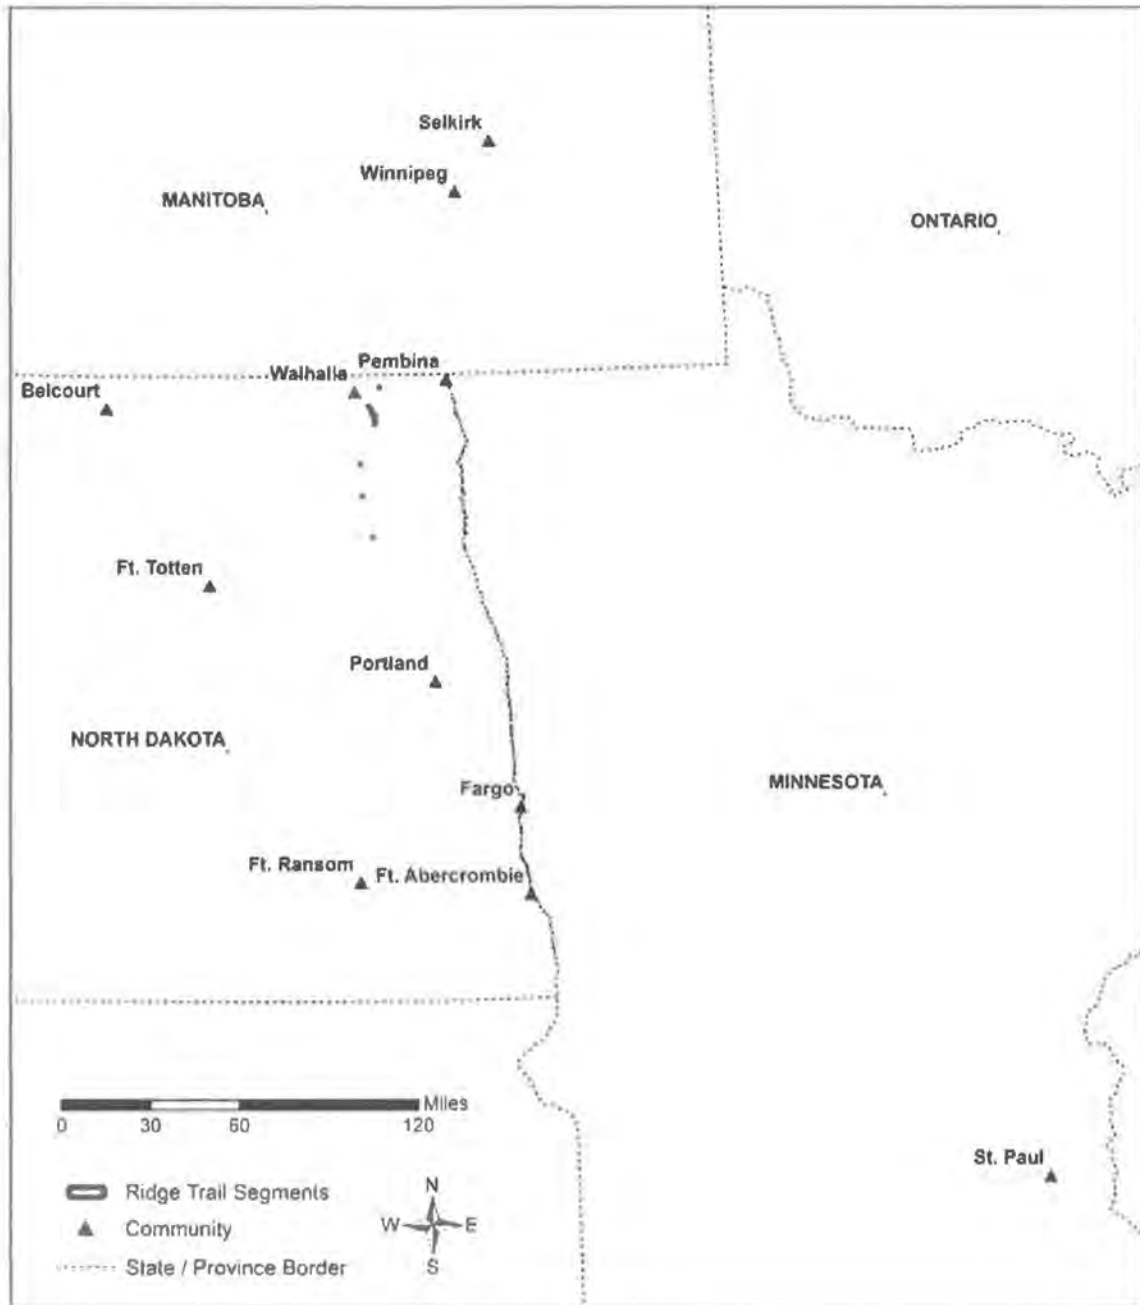 Selkirk
Winnipeg
MANITOBA
ONTARIO
Pembina
Walhalla
Belcourt
Ft. Totten
Portland
NORTH DAKOTA
MINNESOTA
Fargo
Ft. Ransom
Ft. Abercrombie
Miles
0 30 60 120
St. Paul
Ridge Trail Segments
Community
State / Province Border
N
W E
S